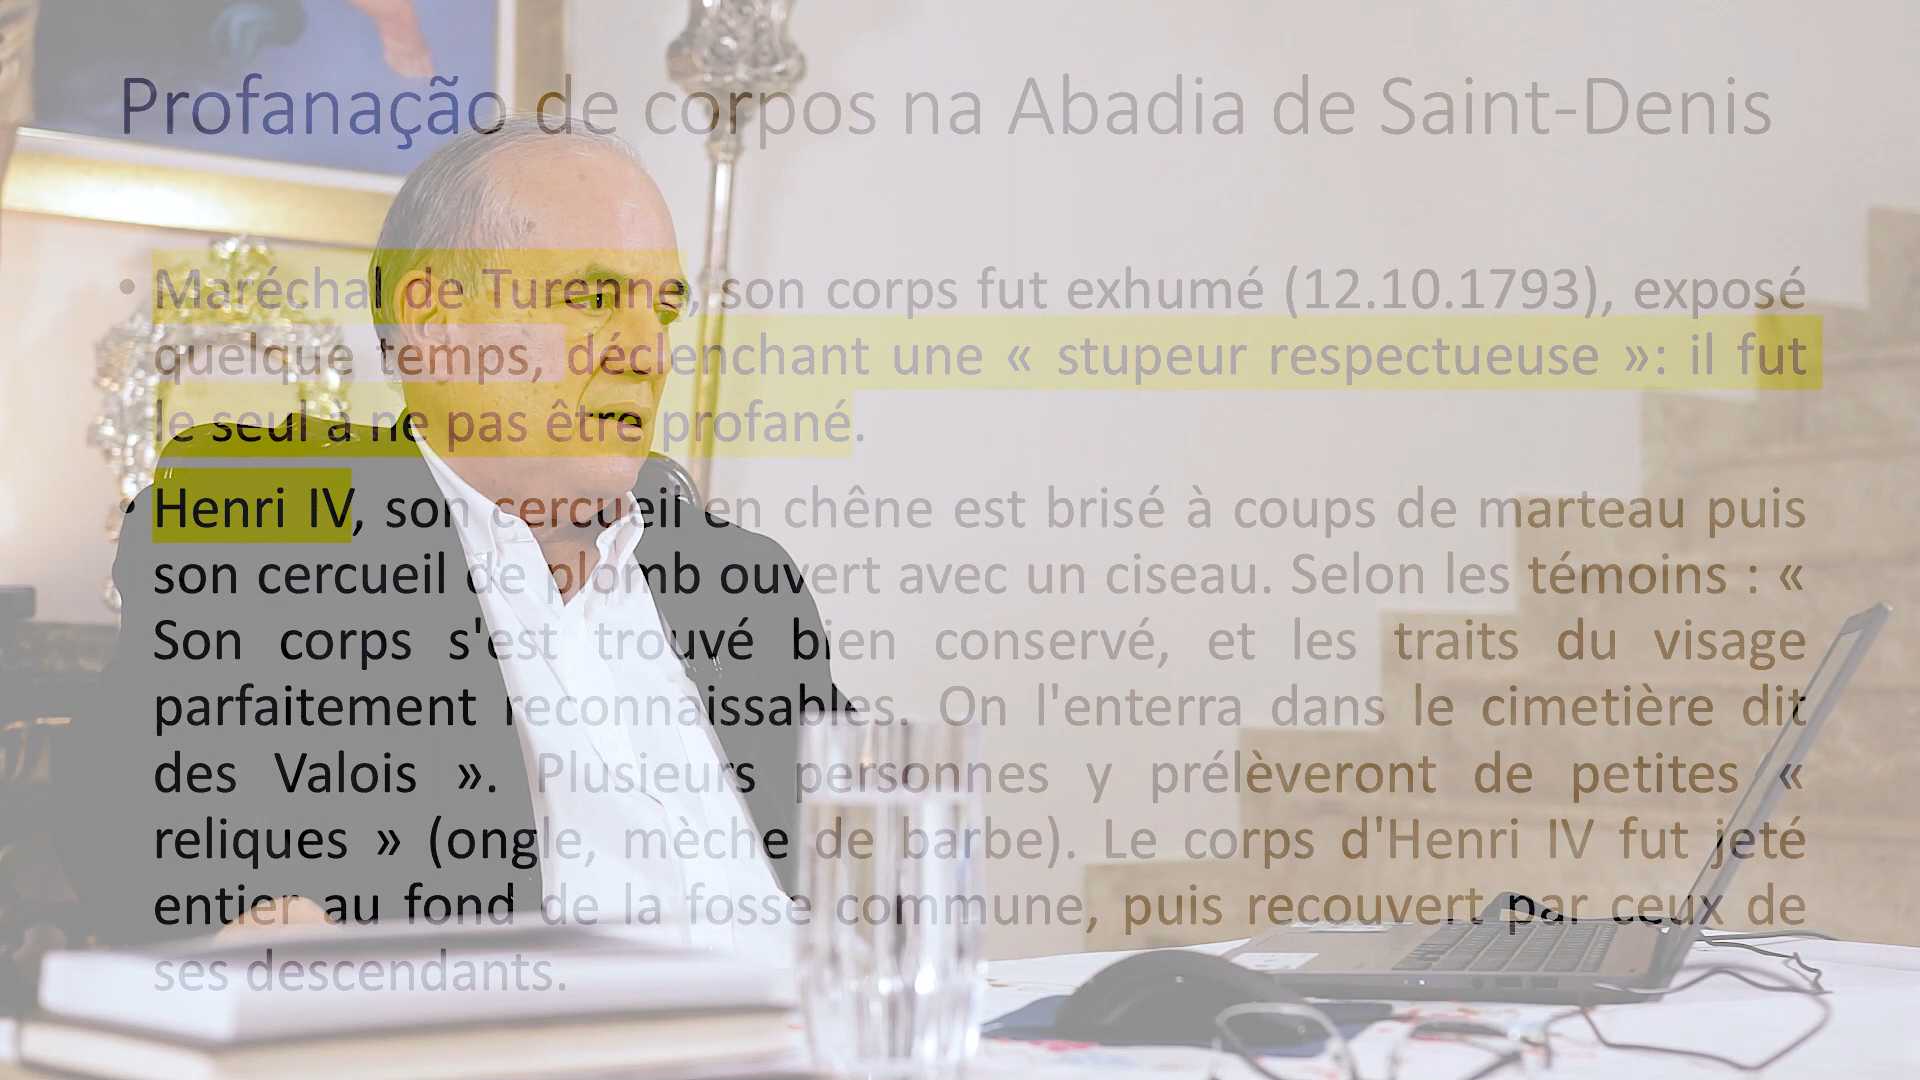 Profanação de corpos na Abadia de Saint-Denis
• Maréchal de Turenne, son corps fut exhumé (12.10.1793), exposé
quelque temps, déclenchant une « stupeur respectueuse »: il fut
le seul à ne pas être profané.
• Henri IV, son cercueil en chêne est brisé à coups de marteau puis
son cercueil de plomb ouvert avec un ciseau. Selon les témoins : «
Son corps s'est trouvé bien conservé, et les traits du visage
parfaitement reconnaissables. On l'enterra dans le cimetière dit
des Valois ». Plusieurs personnes y prélèveront de petites «
reliques » (ongle, mèche de barbe). Le corps d'Henri IV fut jeté
entier au fond de la fosse commune, puis recouvert par ceux de
ses descendants.